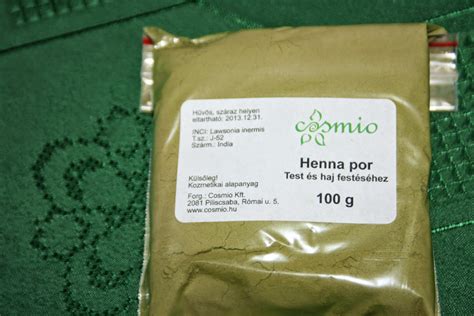 Hűvös, száraz helyen
eltartható: 2013.12.31.
INCI: Lawsonia inermis
T.sz.: J-52
Szárm.: India
Külsőleg!
Kozmetikai alapanyag
Forg.: Cosmio Kft.
2081 Piliscsaba, Római u. 5,
www.cosmio.hu
cosmio
Henna por
Test és haj festéséhez
100 g